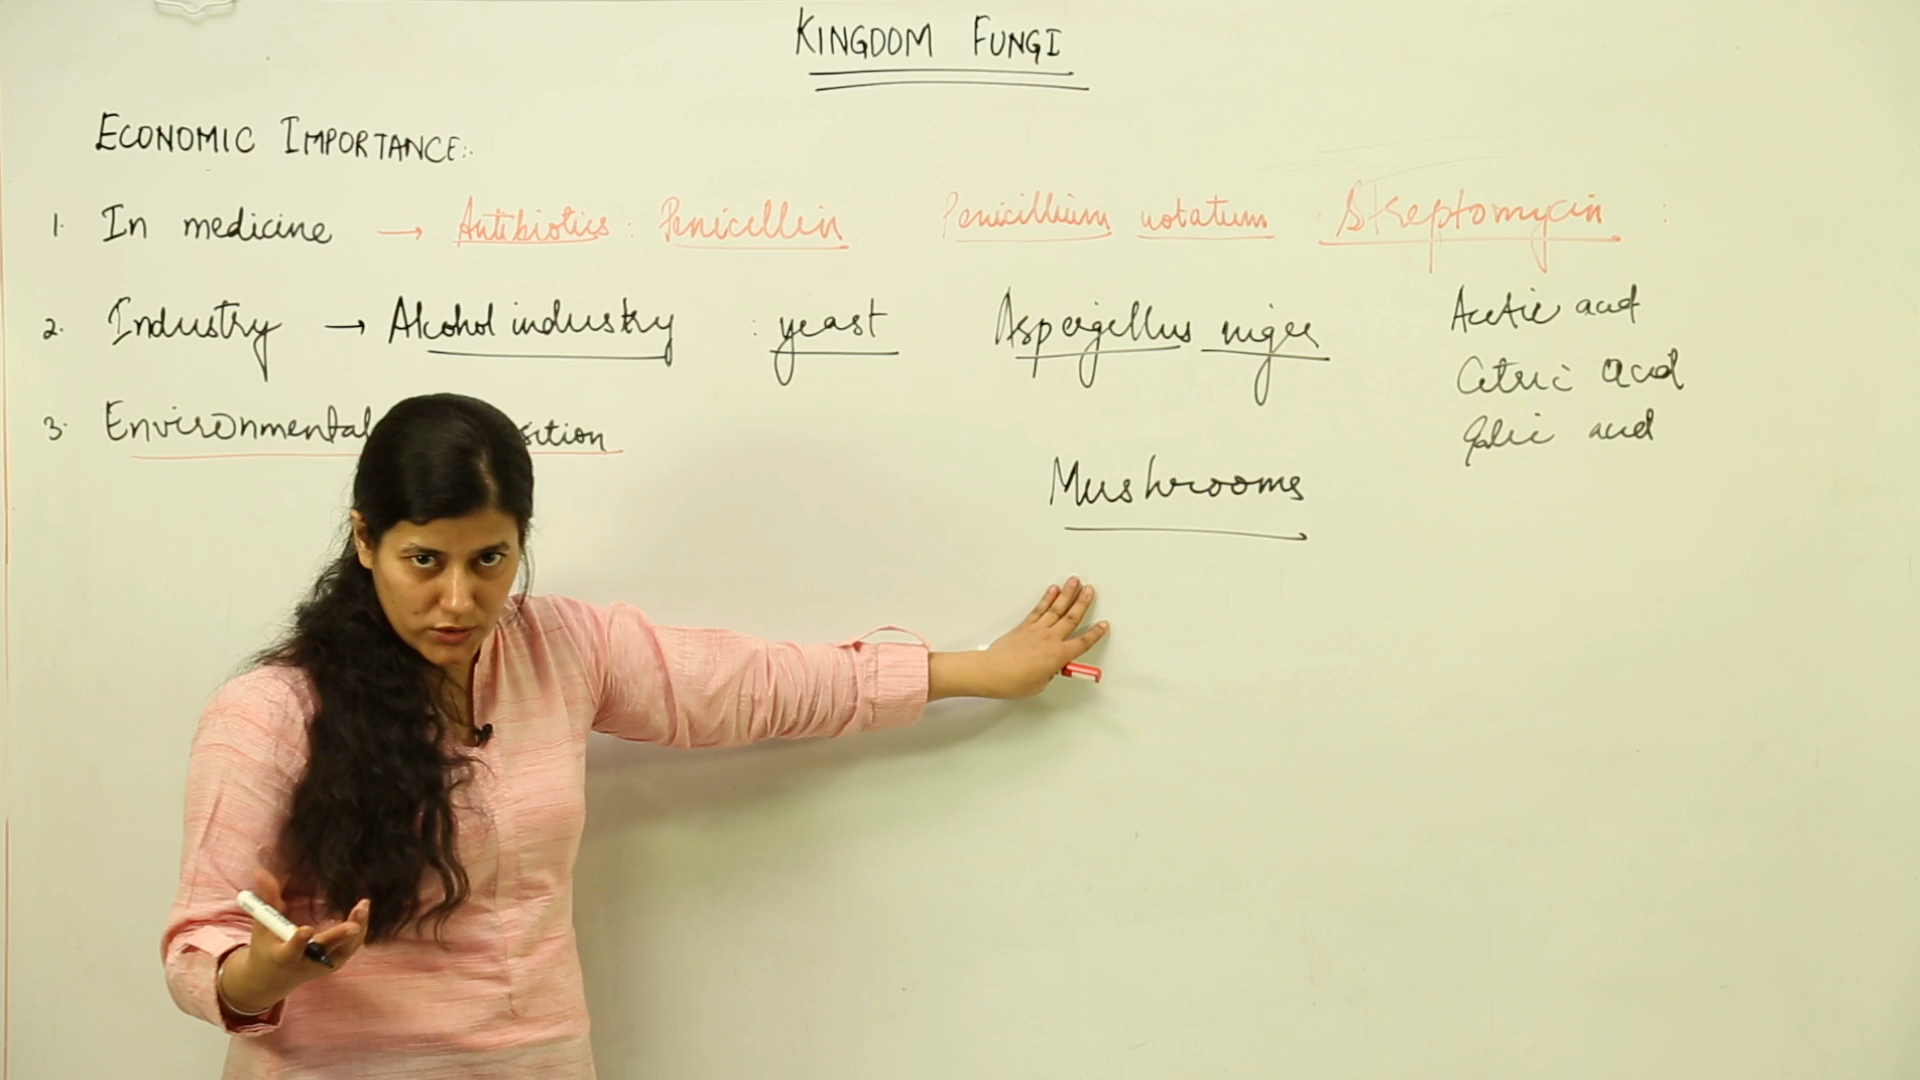 KINGDOM FUNGI
ECONOMIC IMPORTANCE:
1. In medicine → Antibiotics : Penicillin Penicillium notatum Streptomycin :
2. Industry → Alcohol industry : yeast Aspergillus niger Acetic acid
Citric acid
3. Environmental sition Galic acid
Mushrooms